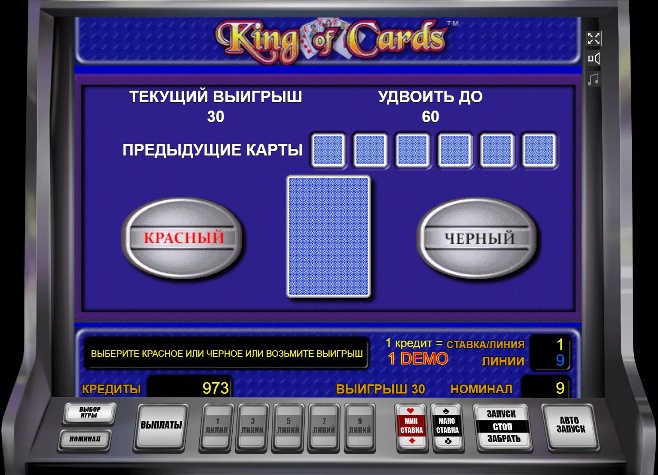 King of Cards™
ТЕКУЩИЙ ВЫИГРЫШ
30
УДВОИТЬ ДО
60
ПРЕДЫДУЩИЕ КАРТЫ
КРАСНЫЙ
ЧЕРНЫЙ
ВЫБЕРИТЕ КРАСНОЕ ИЛИ ЧЕРНОЕ ИЛИ ВОЗЬМИТЕ ВЫИГРЫШ
1 кредит =
1 DEMO
СТАВКА/ЛИНИЯ 1
ЛИНИИ 9
КРЕДИТЫ 973
ВЫИГРЫШ 30
НОМИНАЛ 9
ВЫБОР
ИГРЫ
НОМИНАЛ
ВЫПЛАТЫ
1
ЛИНИЯ
3
ЛИНИИ
5
ЛИНИЙ
7
ЛИНИЙ
9
ЛИНИЙ
МИН
СТАВКА
МАКС
СТАВКА
ЗАПУСК
СТОП
ЗАБРАТЬ
АВТО
ЗАПУСК